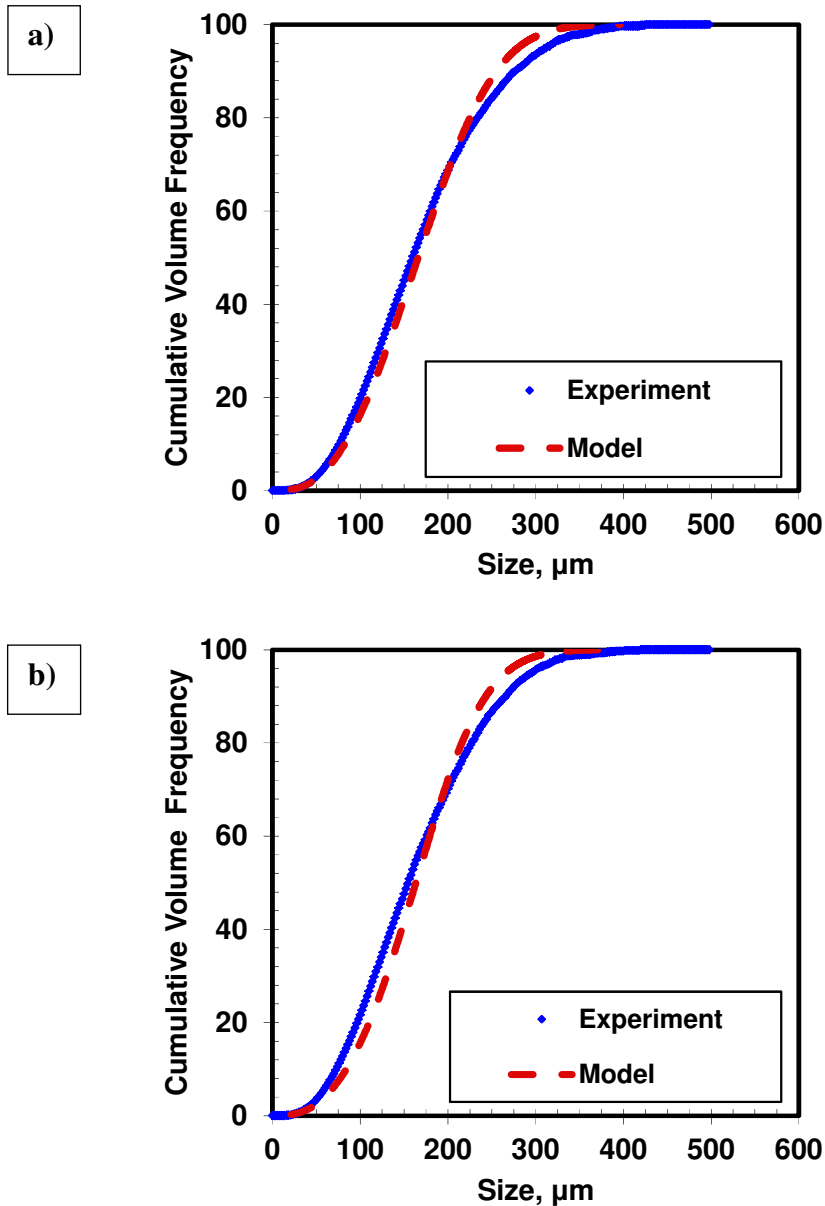 a)
100
80
60
40
20
0
Cumulative Volume Frequency
Experiment
Model
0 100 200 300 400 500 600
Size, µm
b)
100
80
60
40
20
0
Cumulative Volume  Frequency
Experiment
Model
0 100 200 300 400 500 600
Size, µm